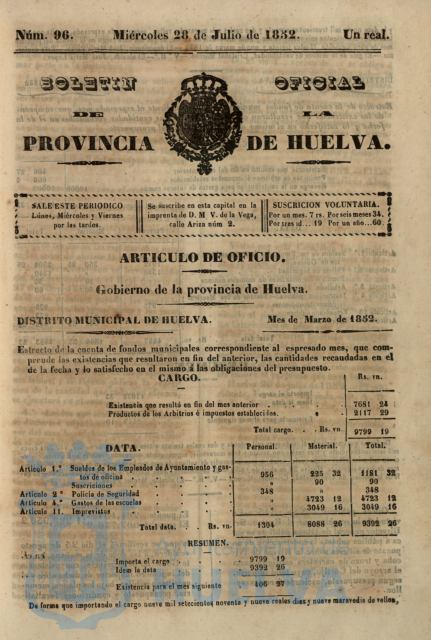 Núm. 96. Miércoles 28 de Julio de 1852. Un real.
BOLETIN OFICIAL
DE LA
PROVINCIA DE HUELVA.
SALE ESTE PERIODICO
Lúnes, Miércoles y Viernes
por las tardes.
Se suscribe en esta capital en la
imprenta de D. M V. de la Vega,
calle Ariza núm 2.
SUSCRICION VOLUNTARIA.
Por un mes. 7 rs. Por seis meses 34.
Por tres id... 19 Por un año...60
ARTICULO DE OFICIO.
Gobierno de la provincia de Huelva.
DISTRITO MUNICIPAL DE HUELVA. Mes de Marzo de 1852.
Estrecto de la cuenta de fondos municipales correspondiente al espresado mes, que com-
prende las existencias que resultaron en fin del anterior, las cantidades recaudadas en el
de la fecha y lo satisfecho en el mismo á las obligaciones del presupuesto.
CARGO. Rs. vn.
Existencia que resultó en fin del mes anterior 7681 24
Productos de los Arbitrios é impuestos establecidos. 2117 29
Total cargo. Rs. vn 9799 19
DATA. Personal. Material. Total.
Artículo 1.º Sueldos de los Empleados de Ayuntamiento y gas-
tos de oficina 956 225 32 1181 32
Suscriciones » 90 90
Artículo 2º Policia de Seguridad 348 348
Artículo 4.º Gastos de las escuelas » 4723 12 4723 12
Artículo 11. Imprevistos » 3049 16 3049 16
Total data. Rs. vn. 1304 8088 26 9392 26
RESUMEN.
Importa el cargo 9799 19
Idem la data 9392 26
Existencia para el mes siguiente 406 27
De forma que importando el cargo nueve mil setecientos noventa y nueve reales diez y nueve maravedis de vellon,
HUELVA